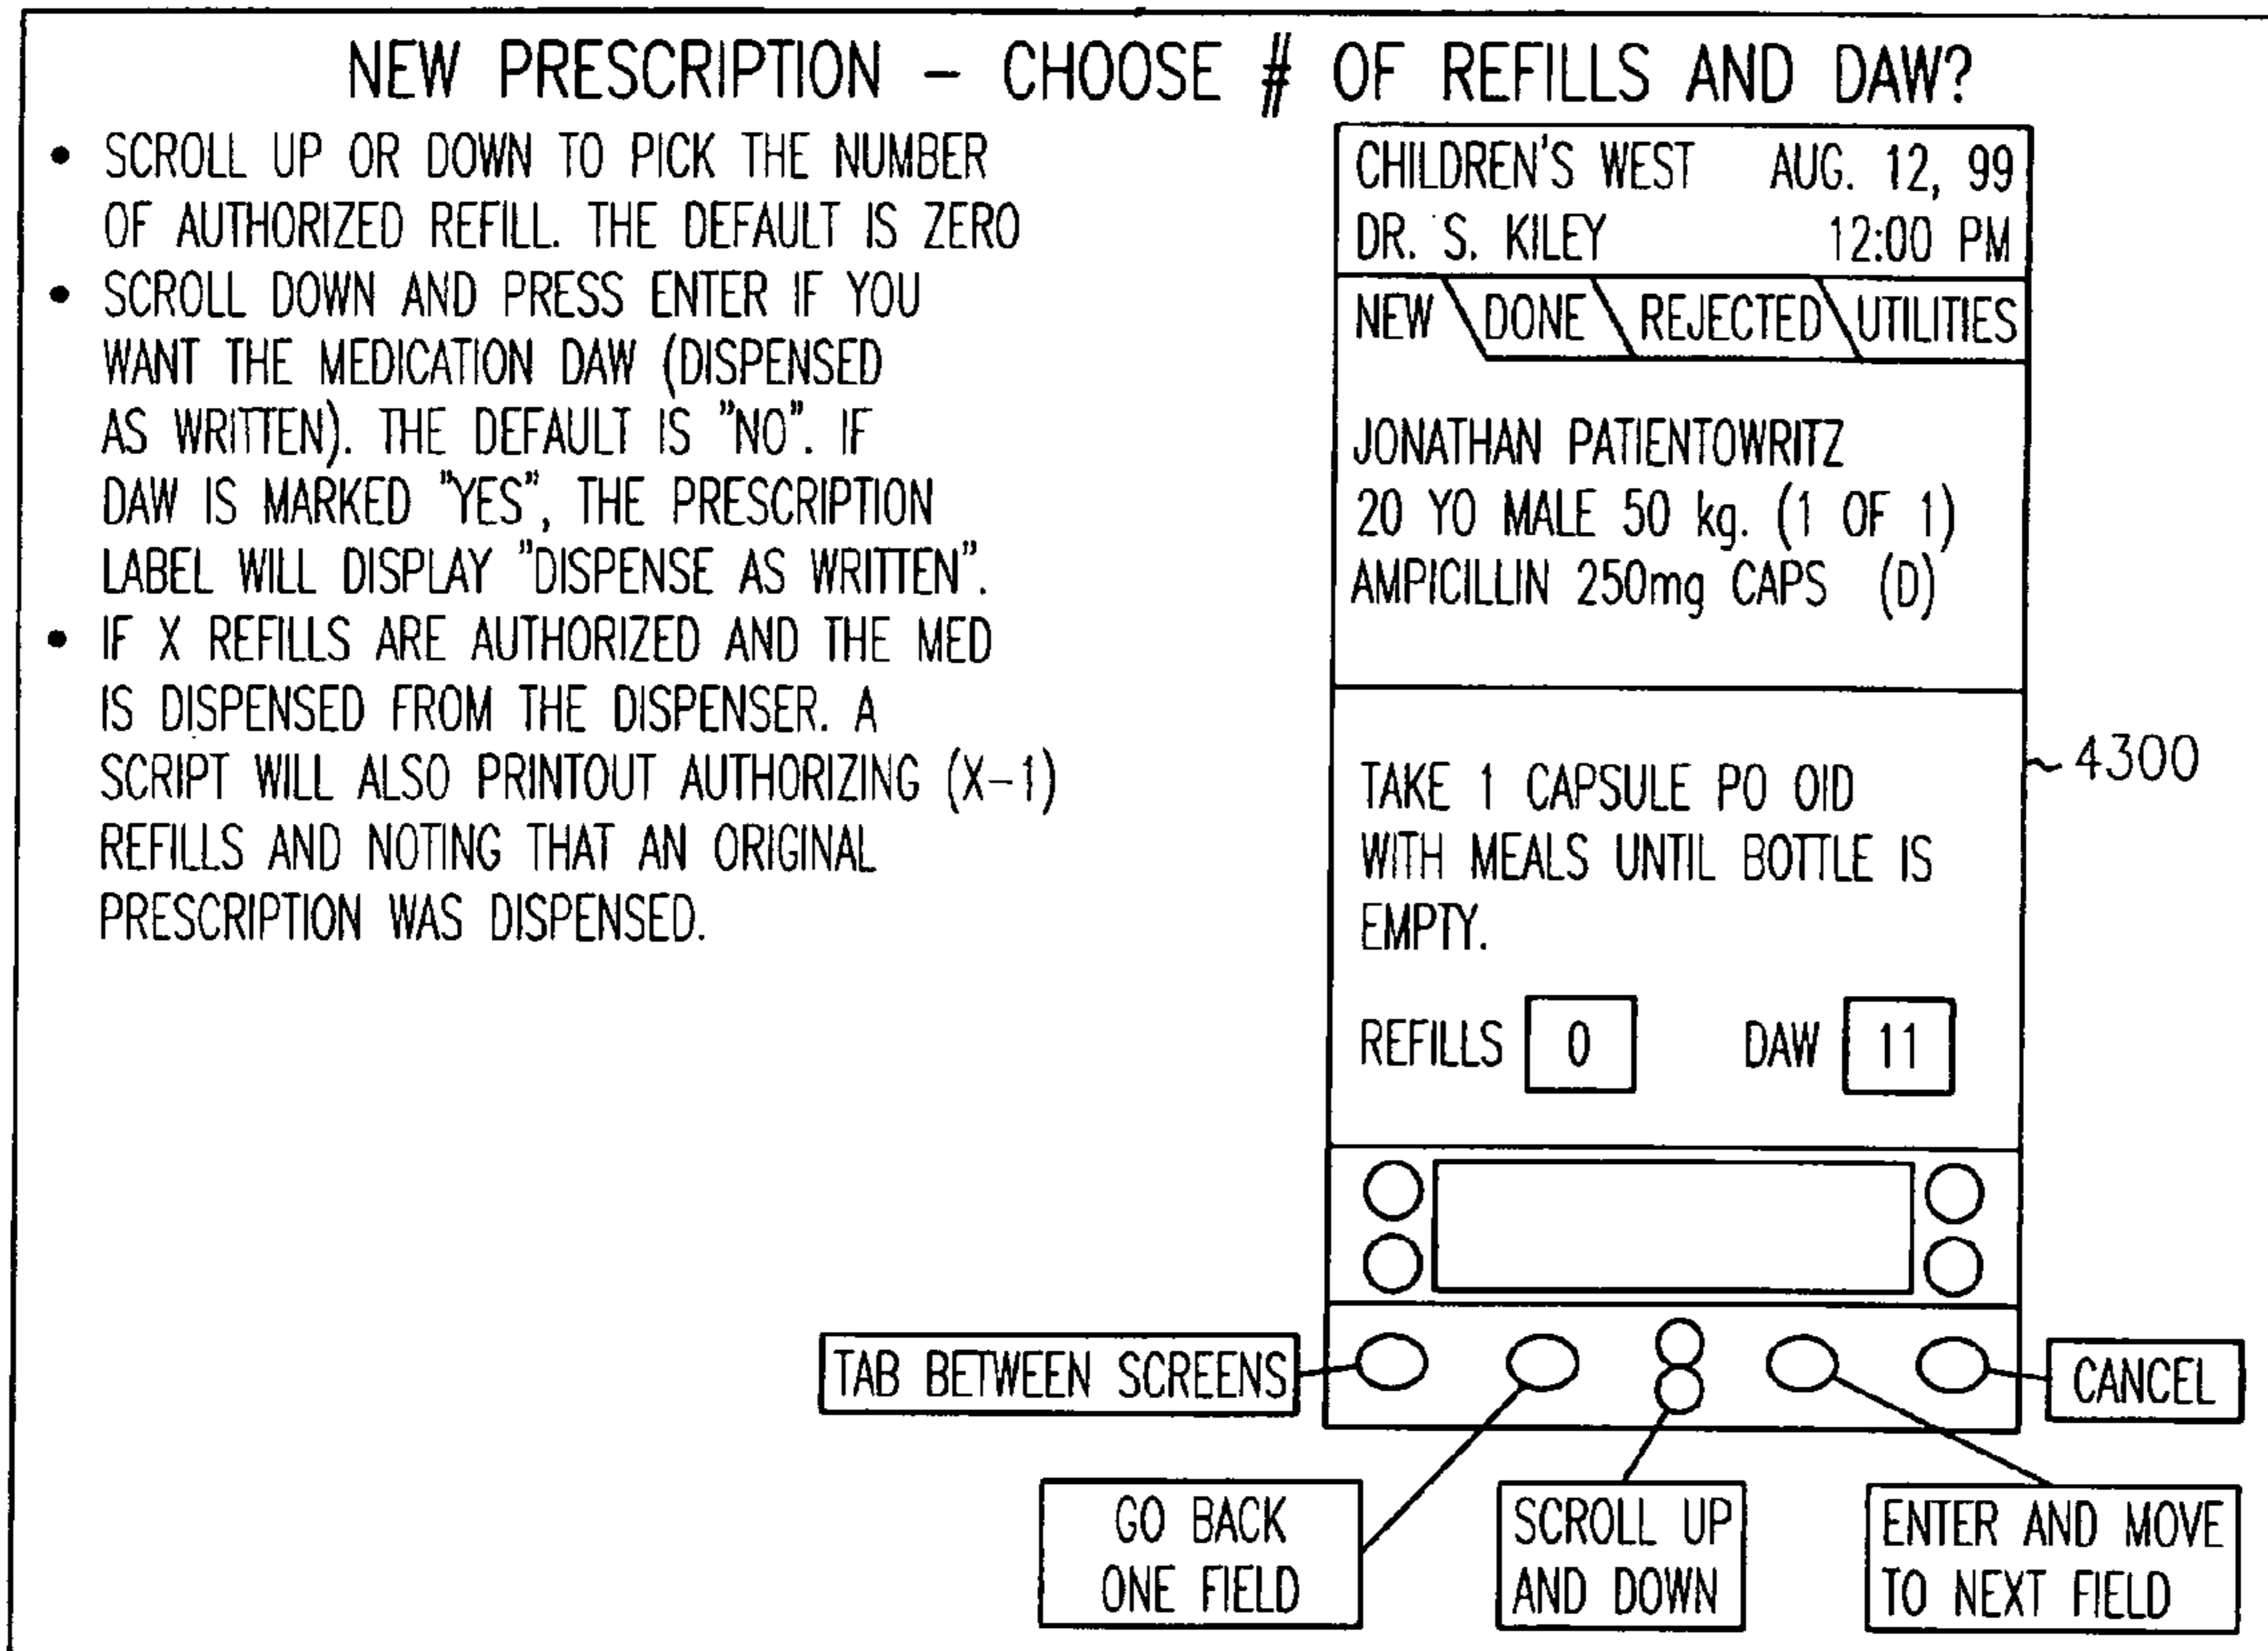 NEW PRESCRIPTION – CHOOSE # OF REFILLS AND DAW?
• SCROLL UP OR DOWN TO PICK THE NUMBER
OF AUTHORIZED REFILL. THE DEFAULT IS ZERO
• SCROLL DOWN AND PRESS ENTER IF YOU
WANT THE MEDICATION DAW (DISPENSED
AS WRITTEN). THE DEFAULT IS "NO". IF
DAW IS MARKED "YES", THE PRESCRIPTION
LABEL WILL DISPLAY "DISPENSE AS WRITTEN".
• IF X REFILLS ARE AUTHORIZED AND THE MED
IS DISPENSED FROM THE DISPENSER. A
SCRIPT WILL ALSO PRINTOUT AUTHORIZING (X–1)
REFILLS AND NOTING THAT AN ORIGINAL
PRESCRIPTION WAS DISPENSED.
CHILDREN'S WEST AUG. 12, 99
DR. S. KILEY 12:00 PM
NEW DONE REJECTED UTILITIES
JONATHAN PATIENTOWRITZ
20 YO MALE 50 kg. (1 OF 1)
AMPICILLIN 250mg CAPS (D)
4300
TAKE 1 CAPSULE PO OID
WITH MEALS UNTIL BOTTLE IS
EMPTY.
REFILLS 0 DAW 11
TAB BETWEEN SCREENS
CANCEL
GO BACK
ONE FIELD
SCROLL UP
AND DOWN
ENTER AND MOVE
TO NEXT FIELD